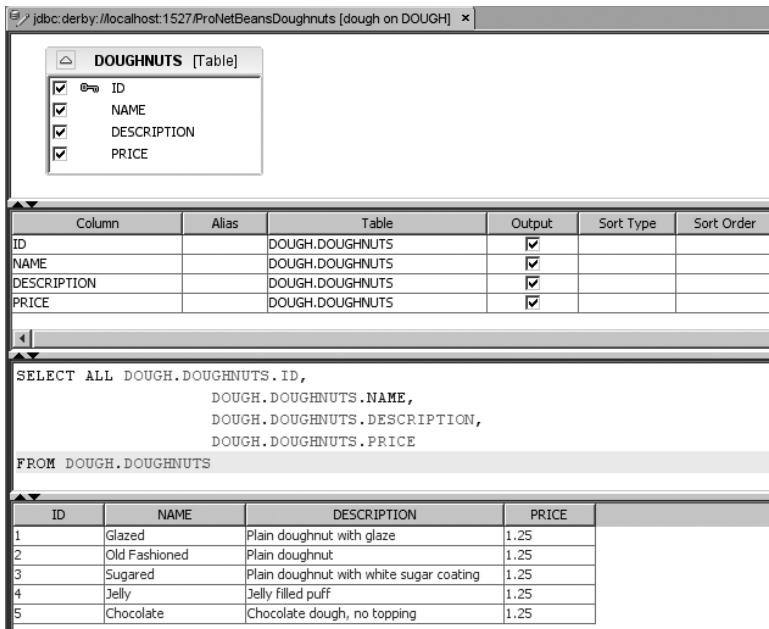 jdbc:derby://localhost:1527/ProNetBeansDoughnuts [dough on DOUGH] ×
DOUGHNUTS [Table]
ID
NAME
DESCRIPTION
PRICE
Column Alias Table Output Sort Type Sort Order
ID DOUGH.DOUGHNUTS
NAME DOUGH.DOUGHNUTS
DESCRIPTION DOUGH.DOUGHNUTS
PRICE DOUGH.DOUGHNUTS
SELECT ALL DOUGH.DOUGHNUTS.ID,
DOUGH.DOUGHNUTS.NAME,
DOUGH.DOUGHNUTS.DESCRIPTION,
DOUGH.DOUGHNUTS.PRICE
FROM DOUGH.DOUGHNUTS
ID NAME DESCRIPTION PRICE
1 Glazed Plain doughnut with glaze 1.25
2 Old Fashioned Plain doughnut 1.25
3 Sugared Plain doughnut with white sugar coating 1.25
4 Jelly Jelly filled puff 1.25
5 Chocolate Chocolate dough, no topping 1.25